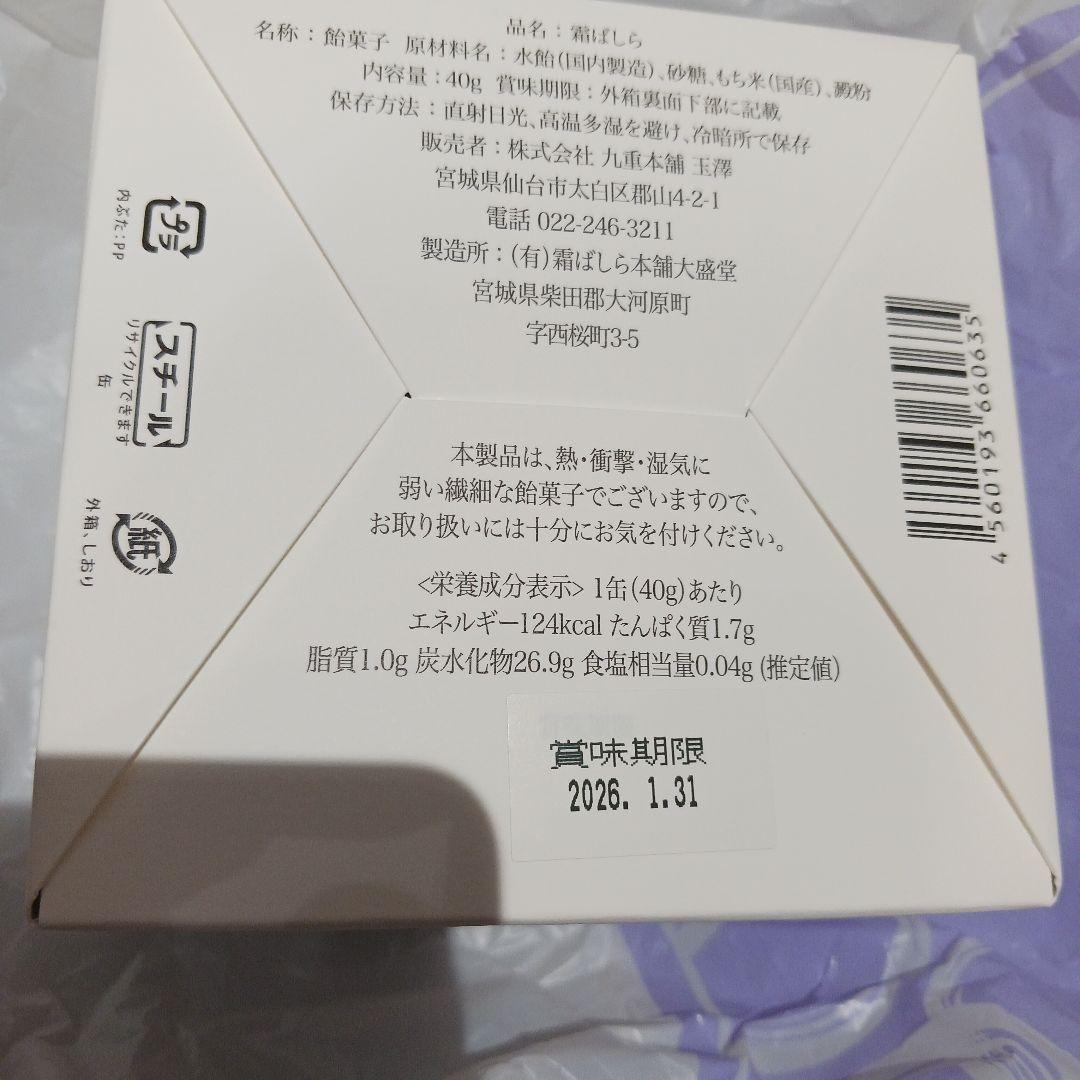 品名：霜ばしら
名称：飴菓子 原材料名：水飴(国内製造)、砂糖、もち米(国産)、澱粉
内容量：40g 賞味期限：外箱裏面下部に記載
保存方法：直射日光、高温多湿を避け、冷暗所で保存
販売者：株式会社 九重本舗 玉澤
宮城県仙台市太白区郡山4-2-1
電話 022-246-3211
製造所：(有)霜ばしら本舗大盛堂
宮城県柴田郡大河原町
字西桜町3-5
プラ
内ぶた：PP
スチール
リサイクルできます
缶
紙
外箱、しおり
4560193660635
本製品は、熱・衝撃・湿気に
弱い繊細な飴菓子でございますので、
お取り扱いには十分にお気を付けください。
<栄養成分表示> 1缶(40g)あたり
エネルギー124kcal たんぱく質1.7g
脂質1.0g 炭水化物26.9g 食塩相当量0.04g (推定値)
賞味期限
2026. 1.31